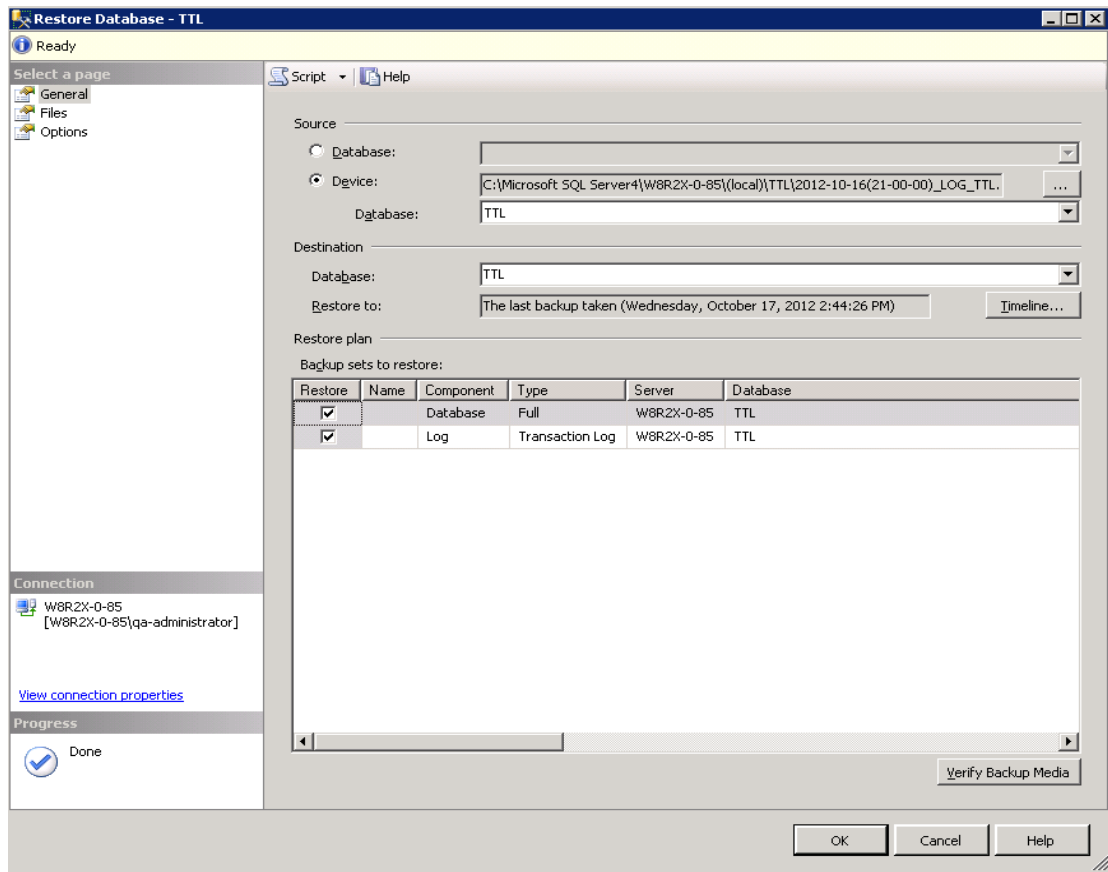 Restore Database - TTL
Ready
Select a page
General
Files
Options
Script
Help
Source
Database:
Device:
C:\Microsoft SQL Server4\W8R2X-0-85\(local)\TTL\2012-10-16(21-00-00)_LOG_TTL.
...
Database:
TTL
Destination
Database:
TTL
Restore to:
The last backup taken (Wednesday, October 17, 2012 2:44:26 PM)
Timeline...
Restore plan
Backup sets to restore:
Restore Name Component Type Server Database
Database Full W8R2X-0-85 TTL
Log Transaction Log W8R2X-0-85 TTL
Connection
W8R2X-0-85
[W8R2X-0-85\qa-administrator]
View connection properties
Progress
Done
Verify Backup Media
OK Cancel Help